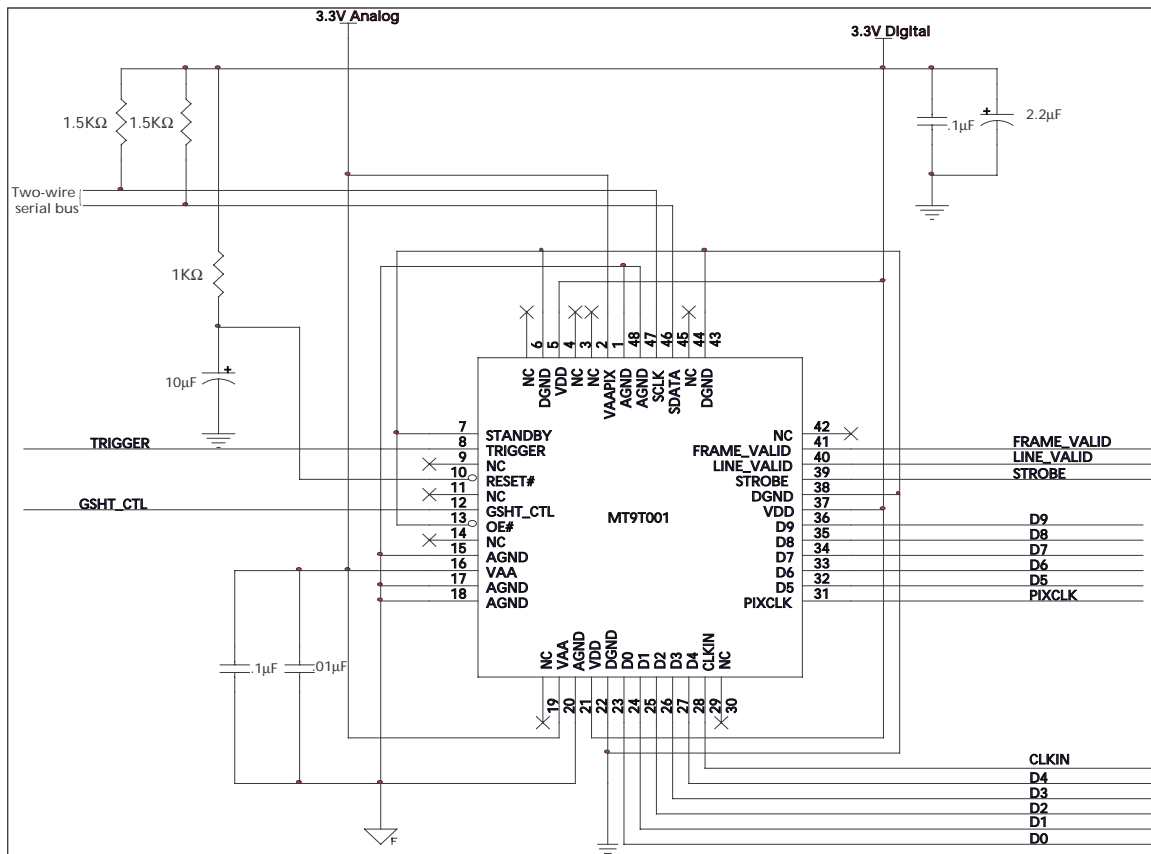 3.3V Analog
3.3V Digital
1.5KΩ 1.5KΩ
.1µF
2.2µF
Two-wire
serial bus
1KΩ
10µF
6 5 4 3 2 1 48 47 46 45 44 43
NC DGND VDD NC NC VAAPIX AGND AGND SCLK SDATA NC DGND
TRIGGER
GSHT_CTL
7 STANDBY
8 TRIGGER
9 NC
10 RESET#
11 NC
12 GSHT_CTL
13 OE#
14 NC
15 AGND
16 VAA
17 AGND
18 AGND
MT9T001
NC 42
FRAME_VALID 41 FRAME_VALID
LINE_VALID 40 LINE_VALID
STROBE 39 STROBE
DGND 38
VDD 37
D9 36 D9
D8 35 D8
D7 34 D7
D6 33 D6
D5 32 D5
PIXCLK 31 PIXCLK
NC VAA AGND VDD DGND D0 D1 D2 D3 D4 CLKIN NC
19 20 21 22 23 24 25 26 27 28 29 30
.1µF
.01µF
CLKIN
D4
D3
D2
D1
D0
F